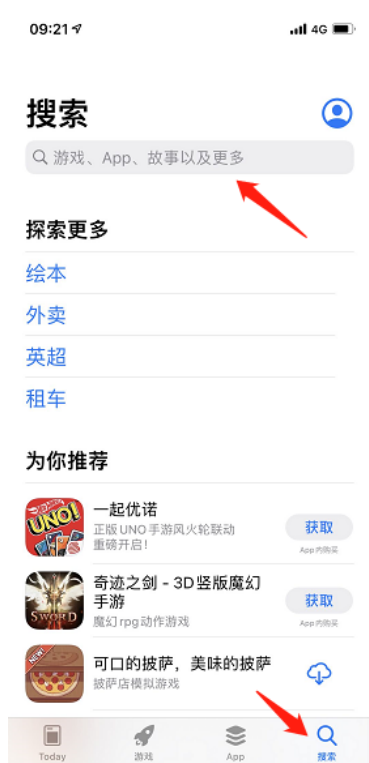 09:21
4G
搜索
游戏、App、故事以及更多
探索更多
绘本
外卖
英超
租车
为你推荐
UNO!
一起优诺
正版UNO手游风火轮联动
重磅开启！
获取
App内购买
SWORD
奇迹之剑 - 3D竖版魔幻
手游
魔幻rpg动作游戏
获取
App内购买
NEW!
可口的披萨，美味的披萨
披萨店模拟游戏
Today
游戏
App
搜索